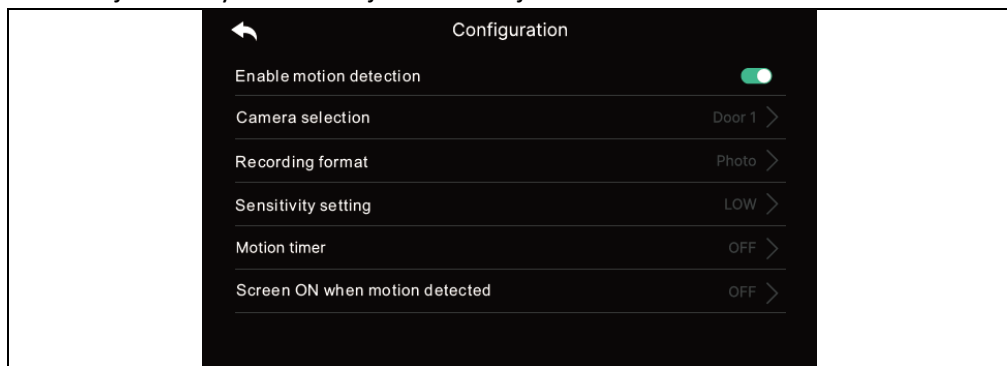 Configuration
Enable motion detection
Camera selection Door 1
Recording format Photo
Sensitivity setting LOW
Motion timer OFF
Screen ON when motion detected OFF